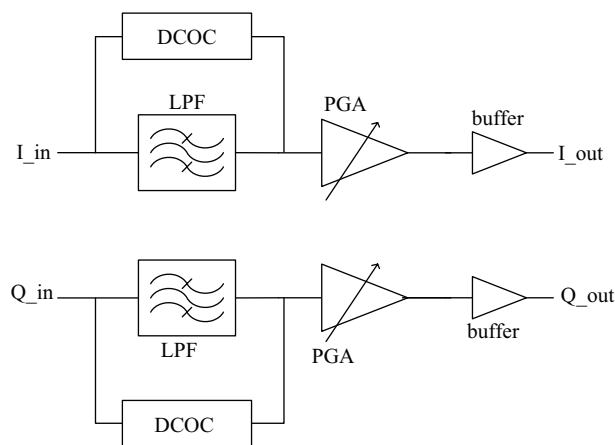 DCOC
LPF
PGA
buffer
I_in
I_out
Q_in
Q_out
LPF
PGA
buffer
DCOC